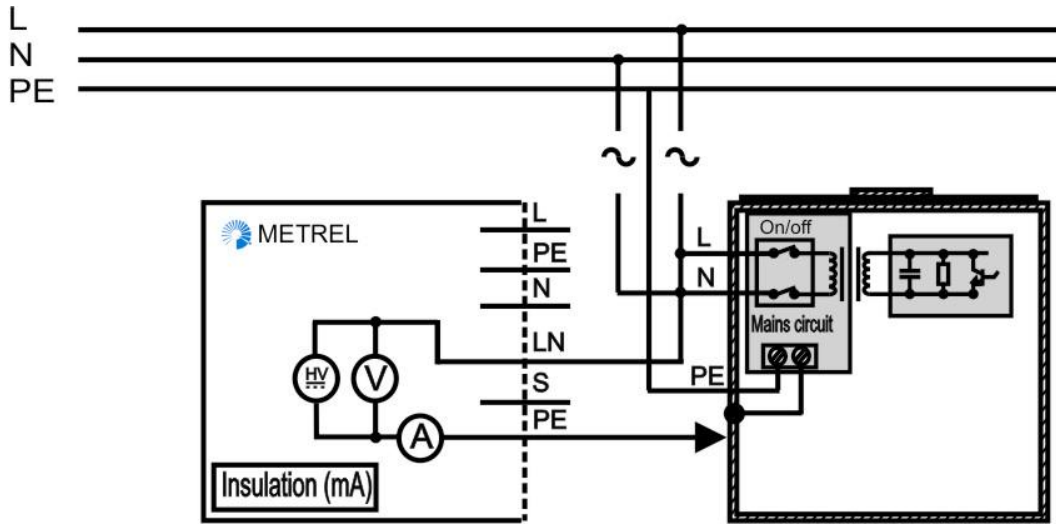 L
N
PE
METREL
L
PE
N
LN
S
PE
HV
V
A
Insulation (mA)
L
N
PE
On/off
Mains circuit